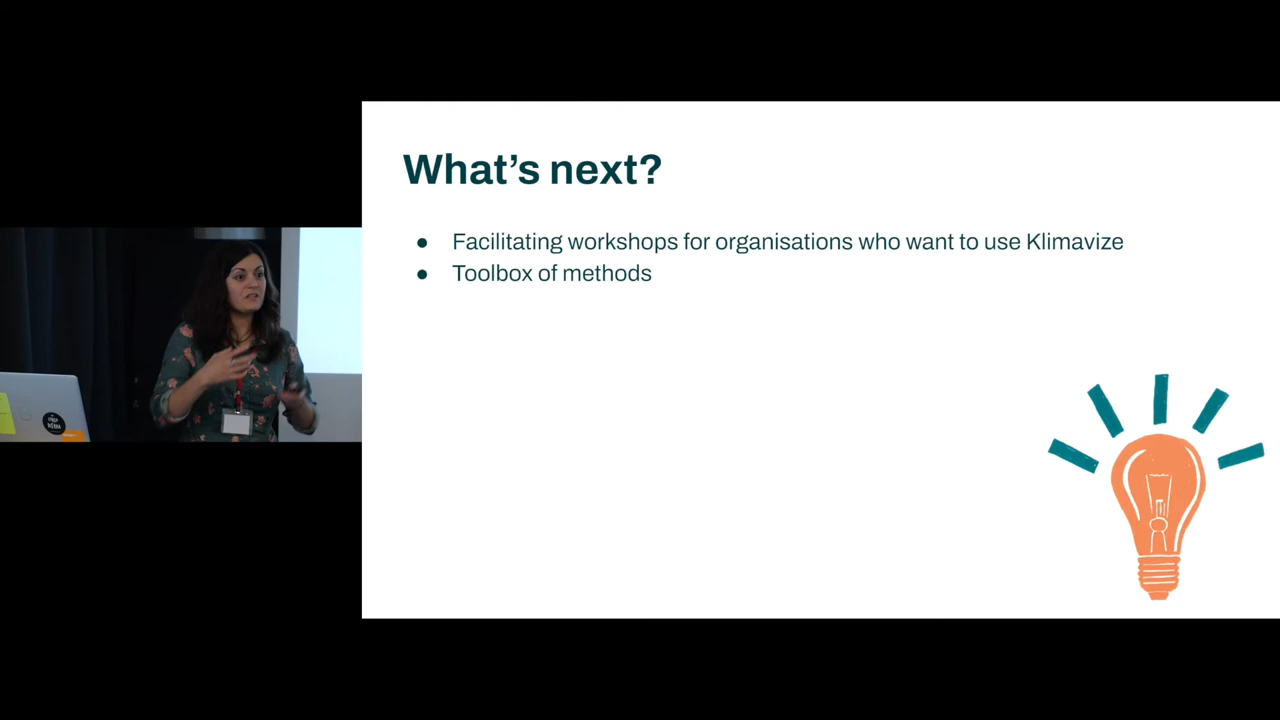 What's next?
● Facilitating workshops for organisations who want to use Klimavize
● Toolbox of methods